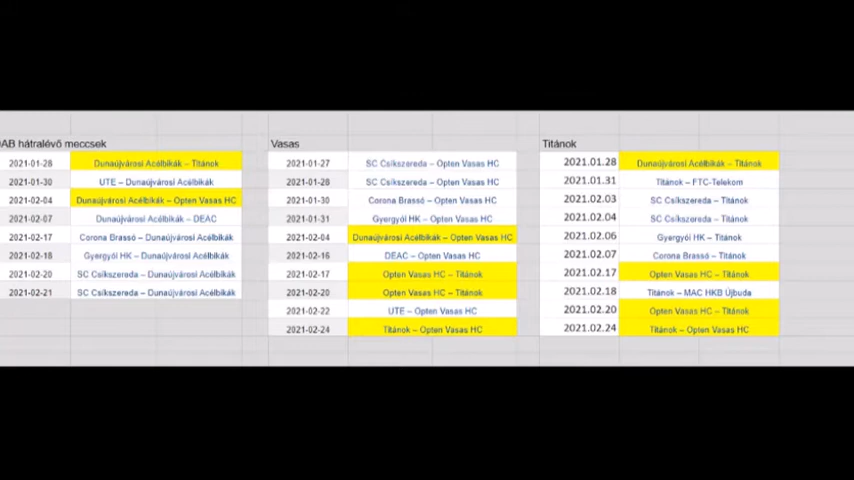 DAB hátralévő meccsek
2021-01-28 Dunaújvárosi Acélbikák – Titánok
2021-01-30 UTE – Dunaújvárosi Acélbikák
2021-02-04 Dunaújvárosi Acélbikák – Opten Vasas HC
2021-02-07 Dunaújvárosi Acélbikák – DEAC
2021-02-17 Corona Brassó – Dunaújvárosi Acélbikák
2021-02-18 Gyergyói HK – Dunaújvárosi Acélbikák
2021-02-20 SC Csíkszereda – Dunaújvárosi Acélbikák
2021-02-21 SC Csíkszereda – Dunaújvárosi Acélbikák
Vasas
2021-01-27 SC Csíkszereda – Opten Vasas HC
2021-01-28 SC Csíkszereda – Opten Vasas HC
2021-01-30 Corona Brassó – Opten Vasas HC
2021-01-31 Gyergyói HK – Opten Vasas HC
2021-02-04 Dunaújvárosi Acélbikák – Opten Vasas HC
2021-02-16 DEAC – Opten Vasas HC
2021-02-17 Opten Vasas HC – Titánok
2021-02-20 Opten Vasas HC – Titánok
2021-02-22 UTE – Opten Vasas HC
2021-02-24 Titánok – Opten Vasas HC
Titánok
2021.01.28 Dunaújvárosi Acélbikák – Titánok
2021.01.31 Titánok – FTC-Telekom
2021.02.03 SC Csíkszereda – Titánok
2021.02.04 SC Csíkszereda – Titánok
2021.02.06 Gyergyói HK – Titánok
2021.02.07 Corona Brassó – Titánok
2021.02.17 Opten Vasas HC – Titánok
2021.02.18 Titánok – MAC HKB Újbuda
2021.02.20 Opten Vasas HC – Titánok
2021.02.24 Titánok – Opten Vasas HC